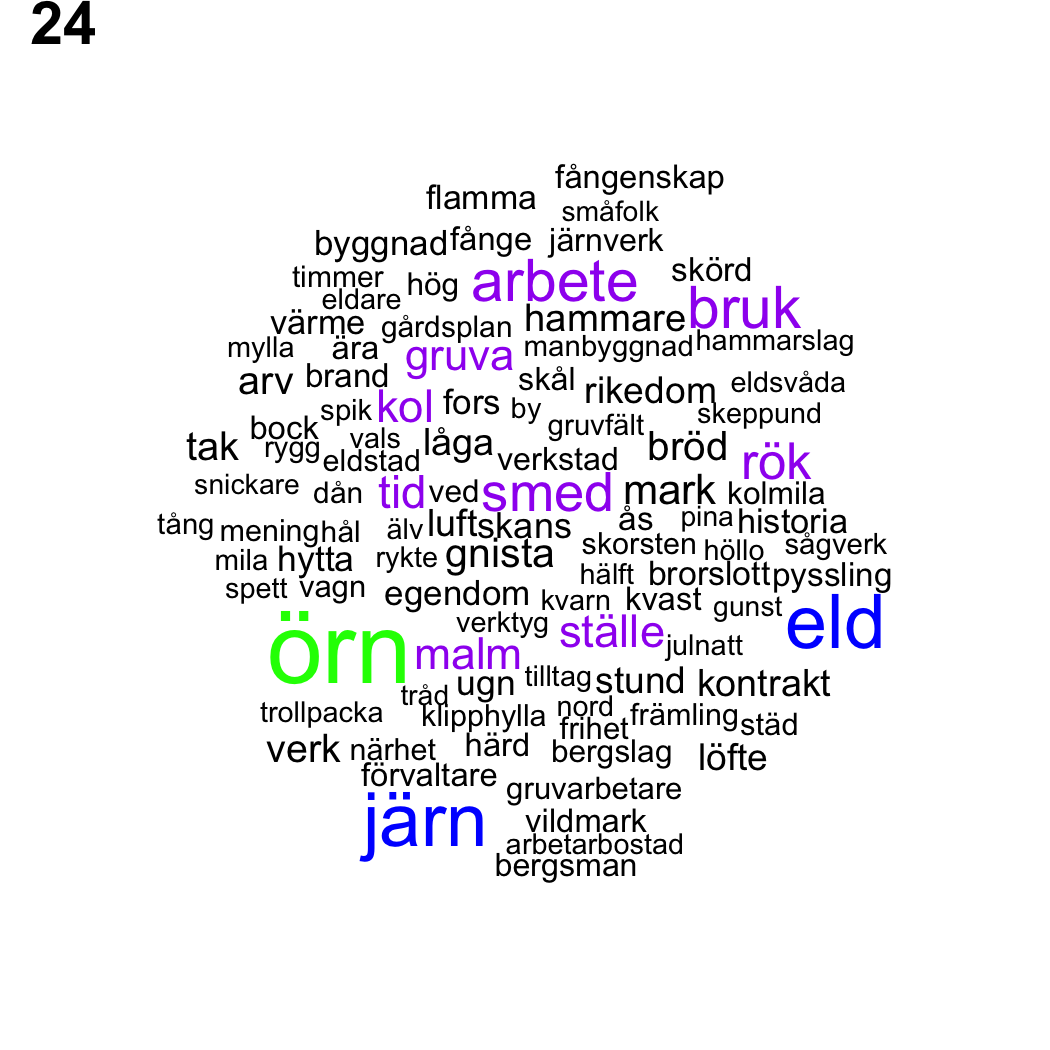 24
fångenskap
flamma
småfolk
byggnad fånge järnverk
timmer hög arbete skörd
eldare bruk
värme gårdsplan hammare
mylla ära gruva manbyggnad hammarslag
arv brand skål rikedom eldsvåda
spik kol fors by skeppund
bock gruvfält
tak rygg vals låga bröd rök
eldstad verkstad
snickare dån tid ved smed mark kolmila
tång mening hål älv luft skans ås pina historia
mila hytta rykte gnista skorsten höllo sågverk
hälft brorslott pyssling
spett vagn egendom kvarn kvast gunst eld
örn verktyg ställe julnatt
malm
tråd ugn tilltag stund kontrakt
trollpacka klipphylla nord främling städ
frihet
verk närhet härd bergslag löfte
förvaltare gruvarbetare
järn vildmark
arbetarbostad
bergsman